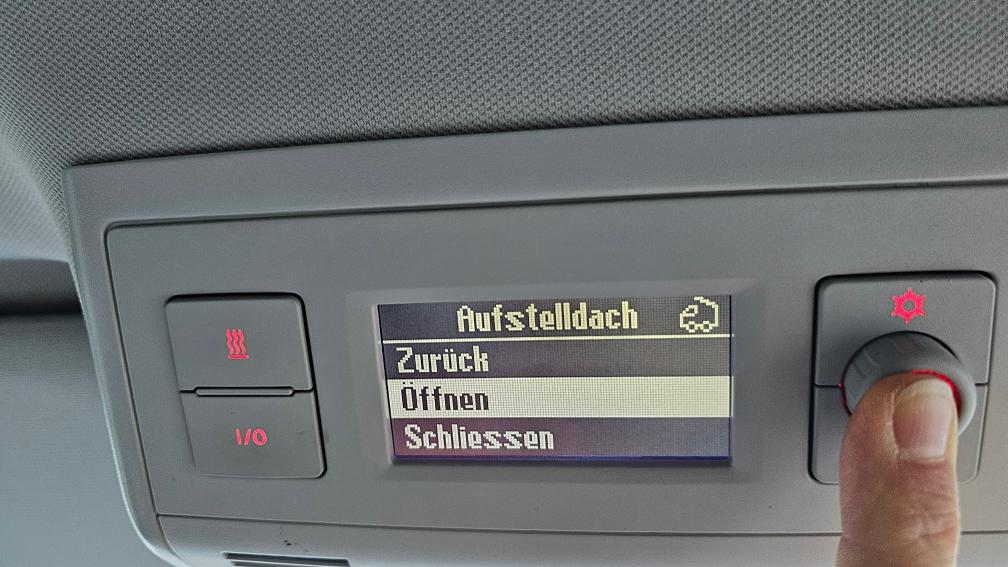 Aufstelldach
Zurück
Öffnen
Schliessen
I/O